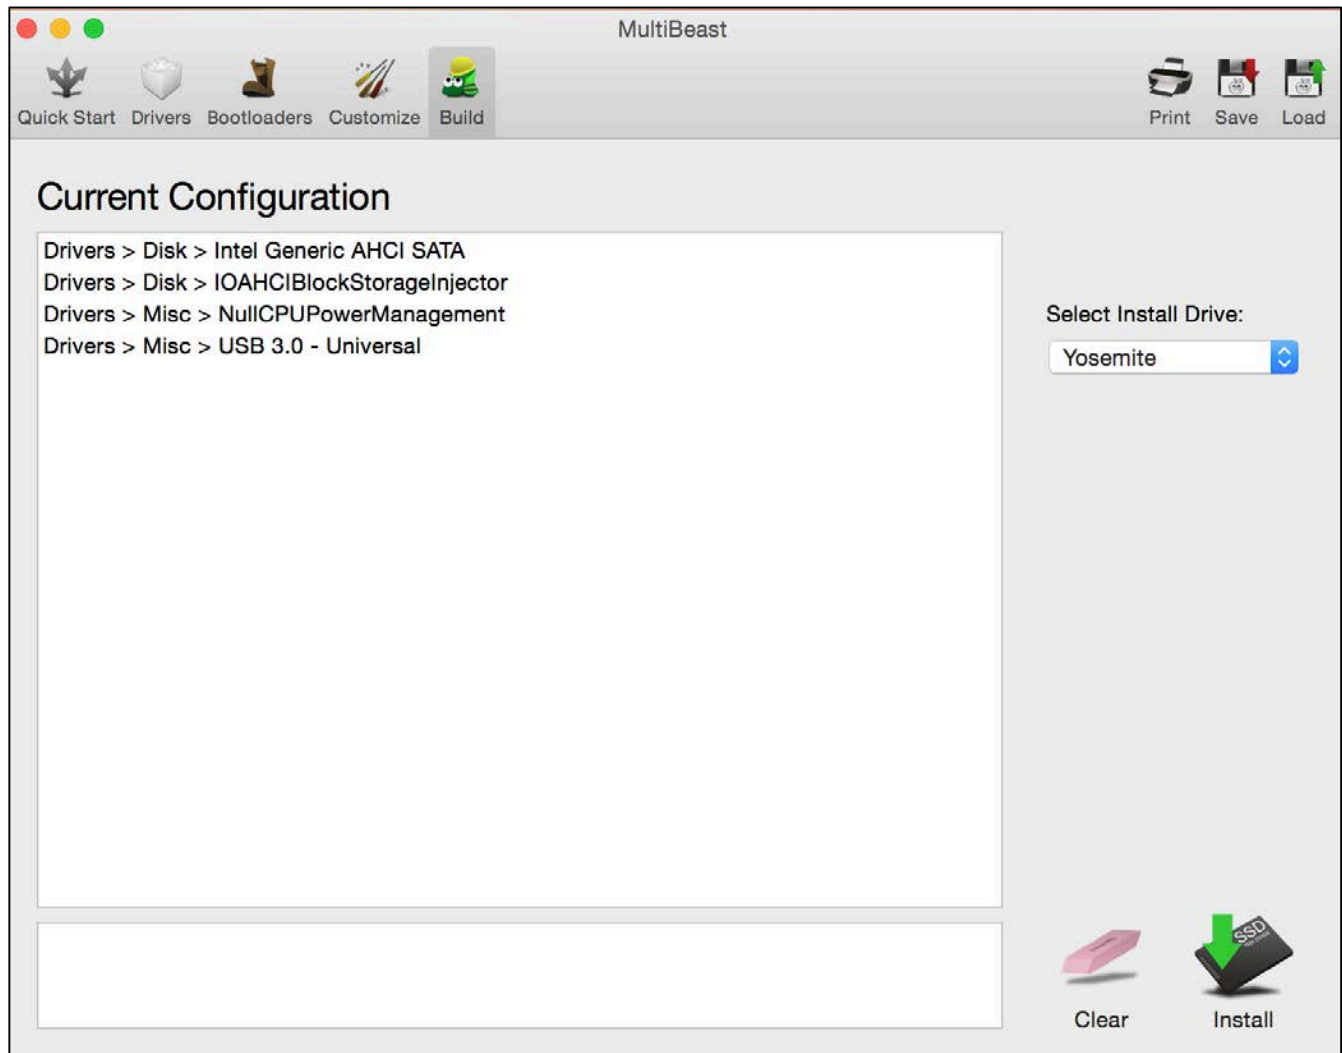 MultiBeast
Quick Start Drivers Bootloaders Customize Build Print Save Load
Current Configuration
Drivers > Disk > Intel Generic AHCI SATA
Drivers > Disk > IOAHCIBlockStorageInjector
Drivers > Misc > NullCPUPowerManagement
Drivers > Misc > USB 3.0 - Universal
Select Install Drive:
Yosemite
SSD
Clear Install